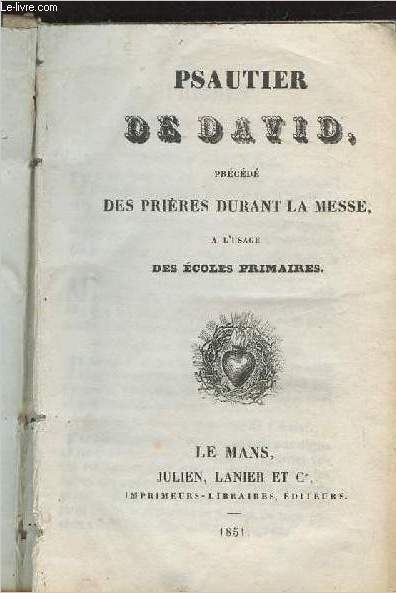 Le-livre.com
PSAUTIER
DE DAVID,
PRÉCÉDÉ
DES PRIÈRES DURANT LA MESSE,
A L'USAGE
DES ÉCOLES PRIMAIRES.
LE MANS,
JULIEN, LANIER ET Cᵉ,
IMPRIMEURS-LIBRAIRES, ÉDITEURS.
1851